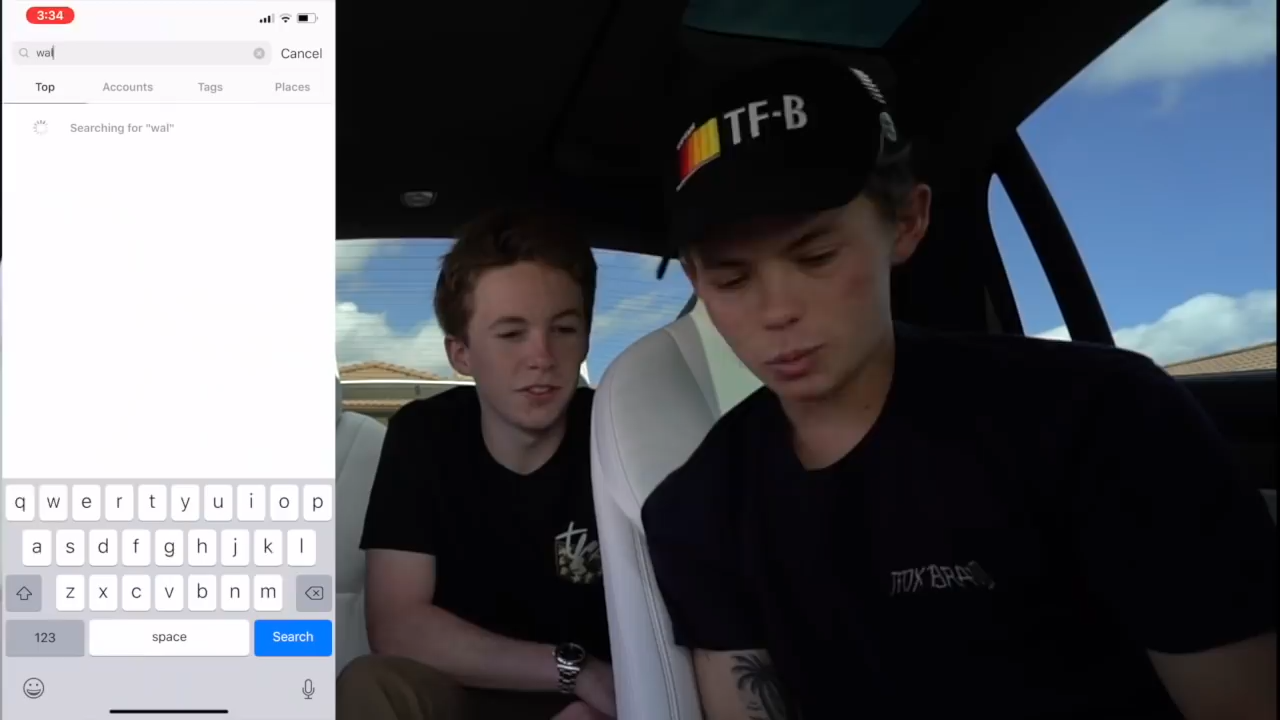 3:34
wal
Cancel
Top Accounts Tags Places
Searching for "wal"
q w e r t y u i o p
a s d f g h j k l
z x c v b n m
123 space Search
TF-B